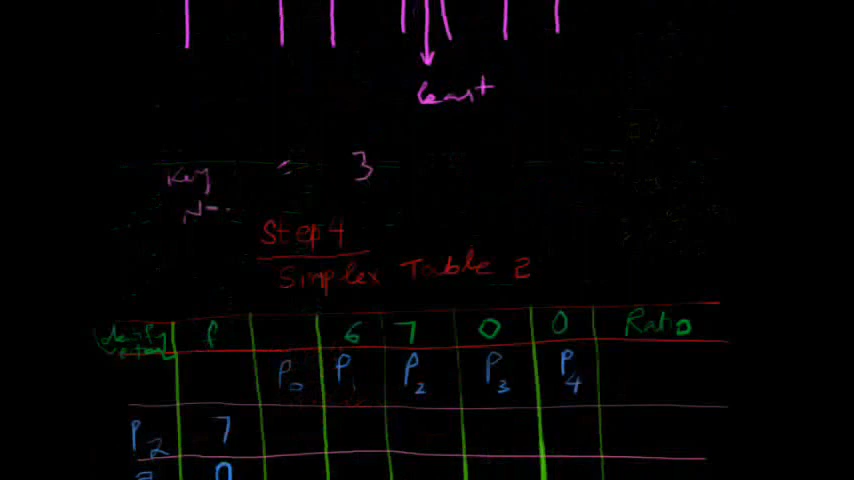 least
Key = 3
N--
Step 4
Simplex Table 2
f 6 7 0 0 Ratio
P0 P1 P2 P3 P4
P2 7
0